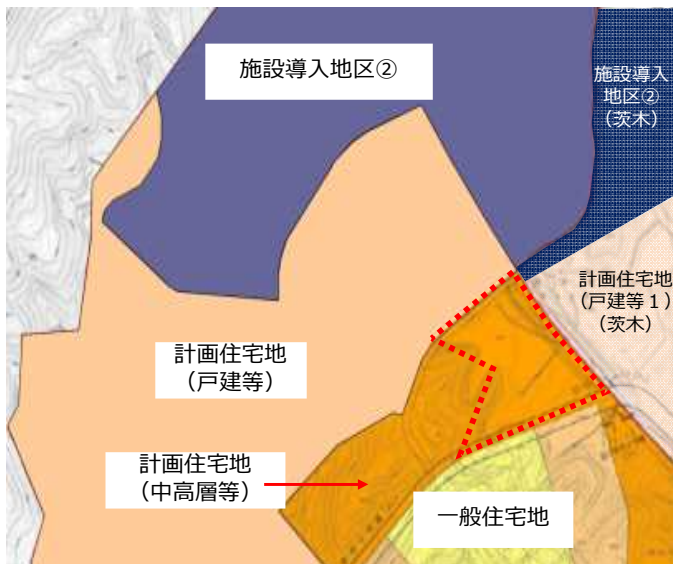 施設導入地区②
施設導入
地区②
（茨木）
計画住宅地
（戸建等１）
（茨木）
計画住宅地
（戸建等）
計画住宅地
（中高層等）
一般住宅地